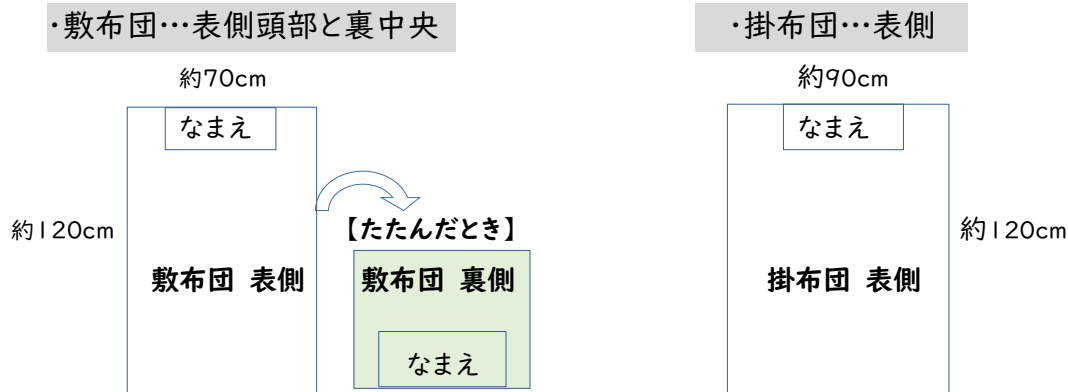 ・敷布団…表側頭部と裏中央
約70cm
なまえ
約120cm
敷布団 表側
【たたんだとき】
敷布団 裏側
なまえ
・掛布団…表側
約90cm
なまえ
約120cm
掛布団 表側